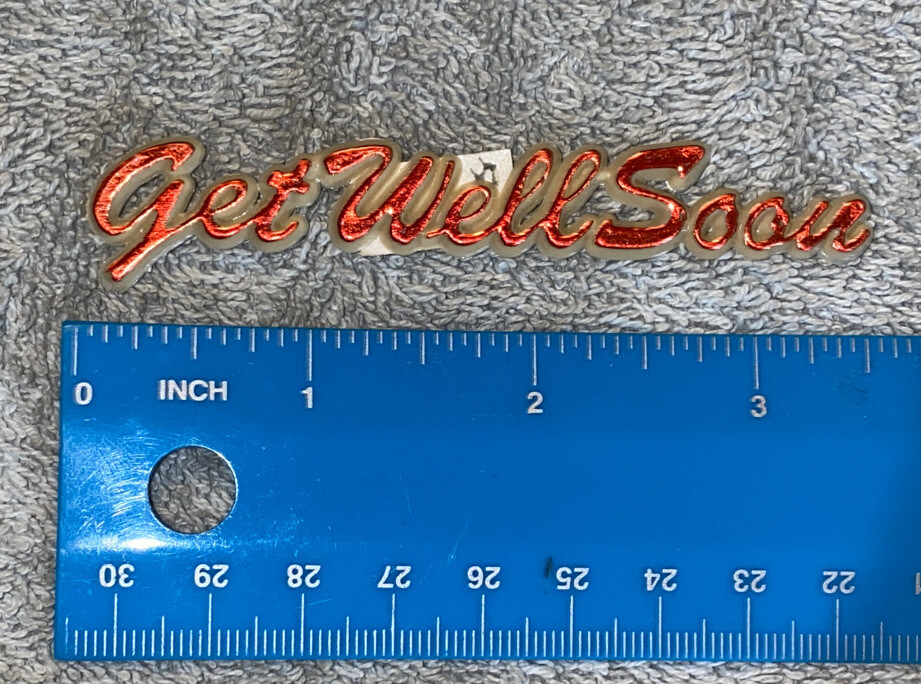 Get Well Soon
0 INCH 1 2 3
30 29 28 27 26 25 24 23 22